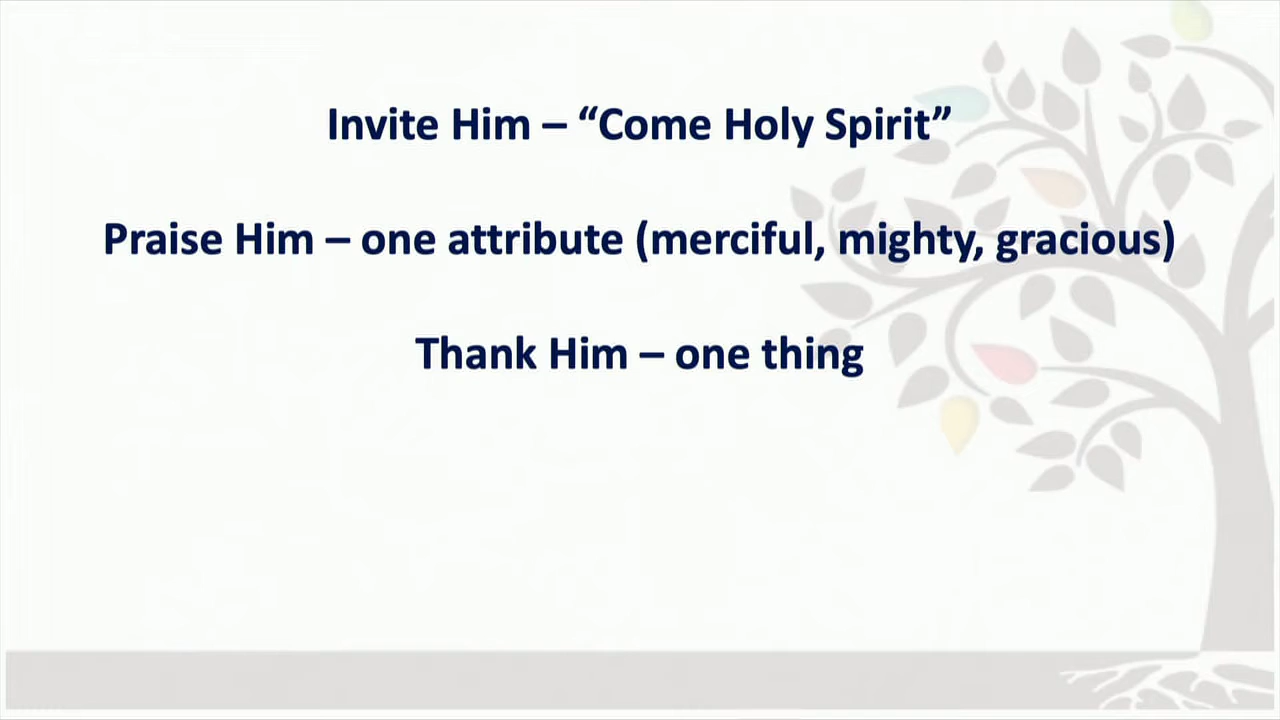 Invite Him – “Come Holy Spirit”
Praise Him – one attribute (merciful, mighty, gracious)
Thank Him – one thing